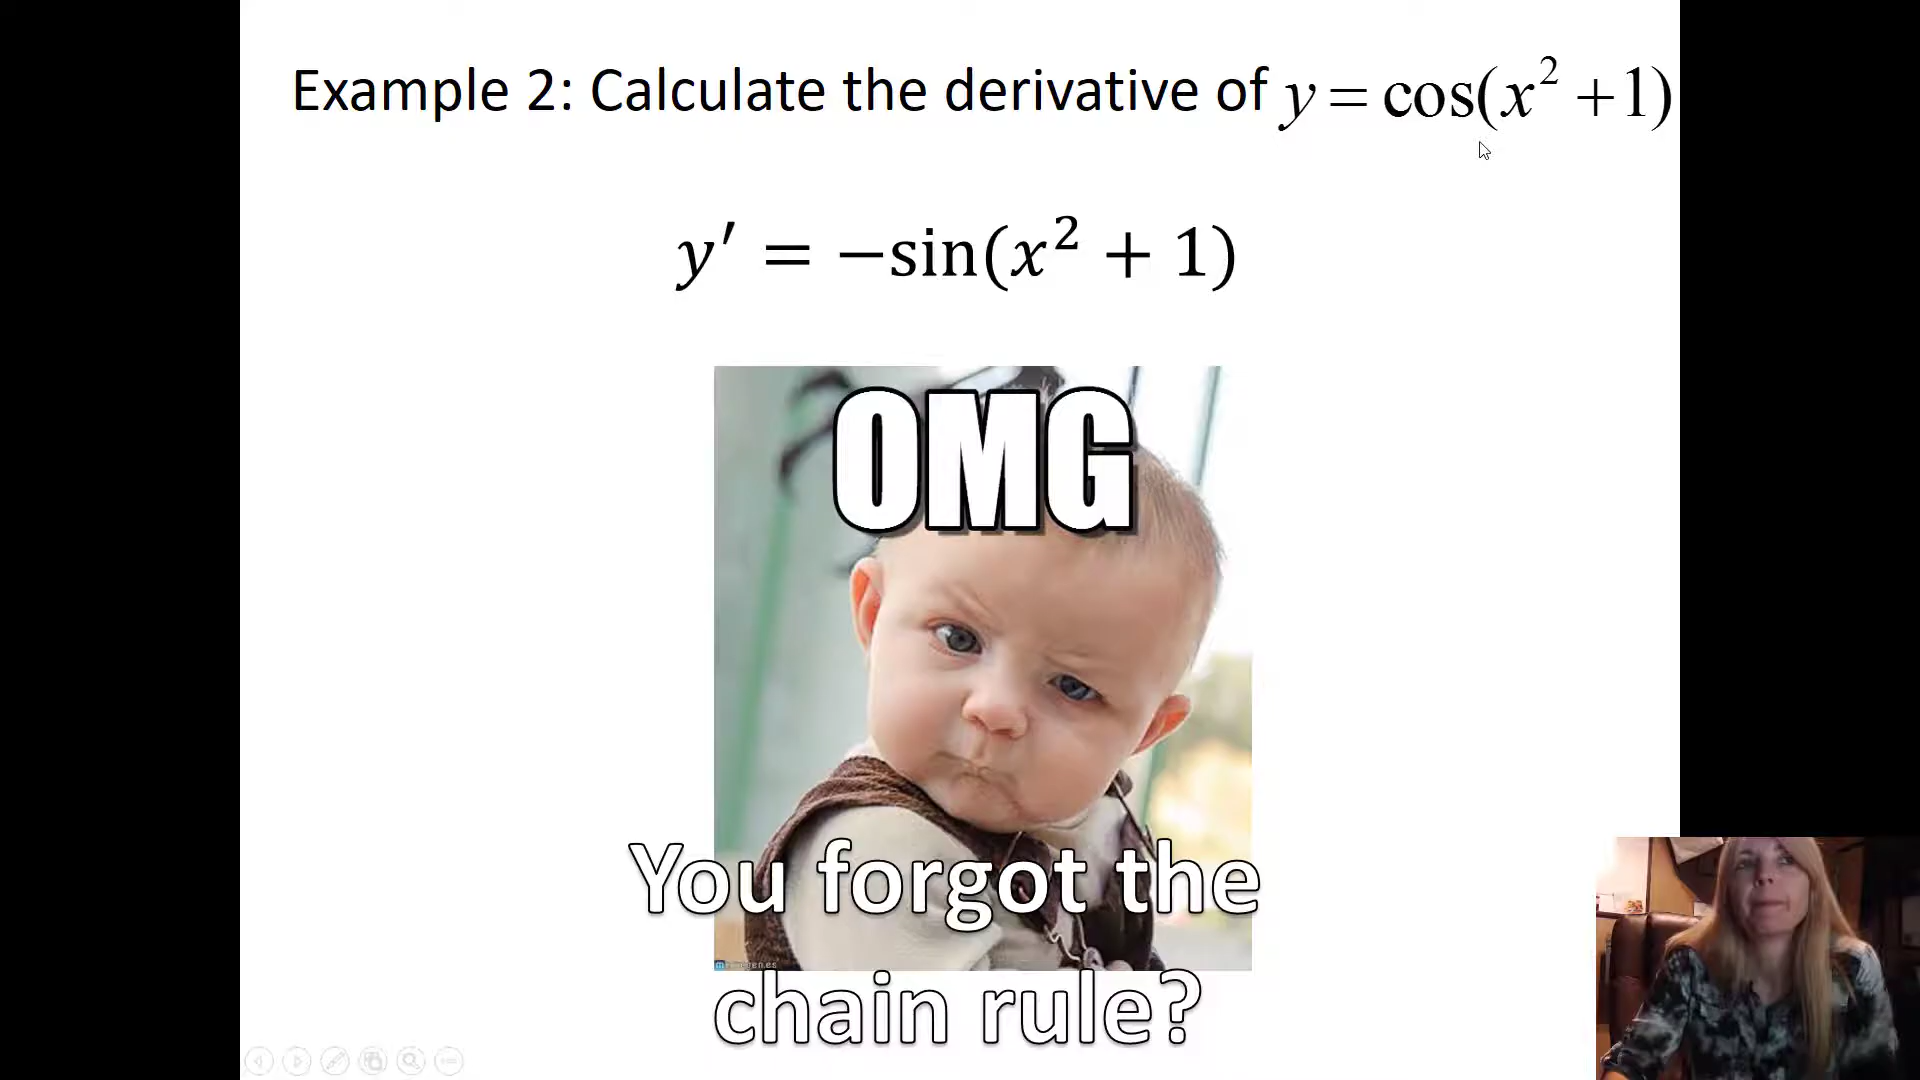 Example 2: Calculate the derivative of y = cos(x² + 1)
y′ = −sin(x² + 1)
OMG
You forgot the
chain rule?